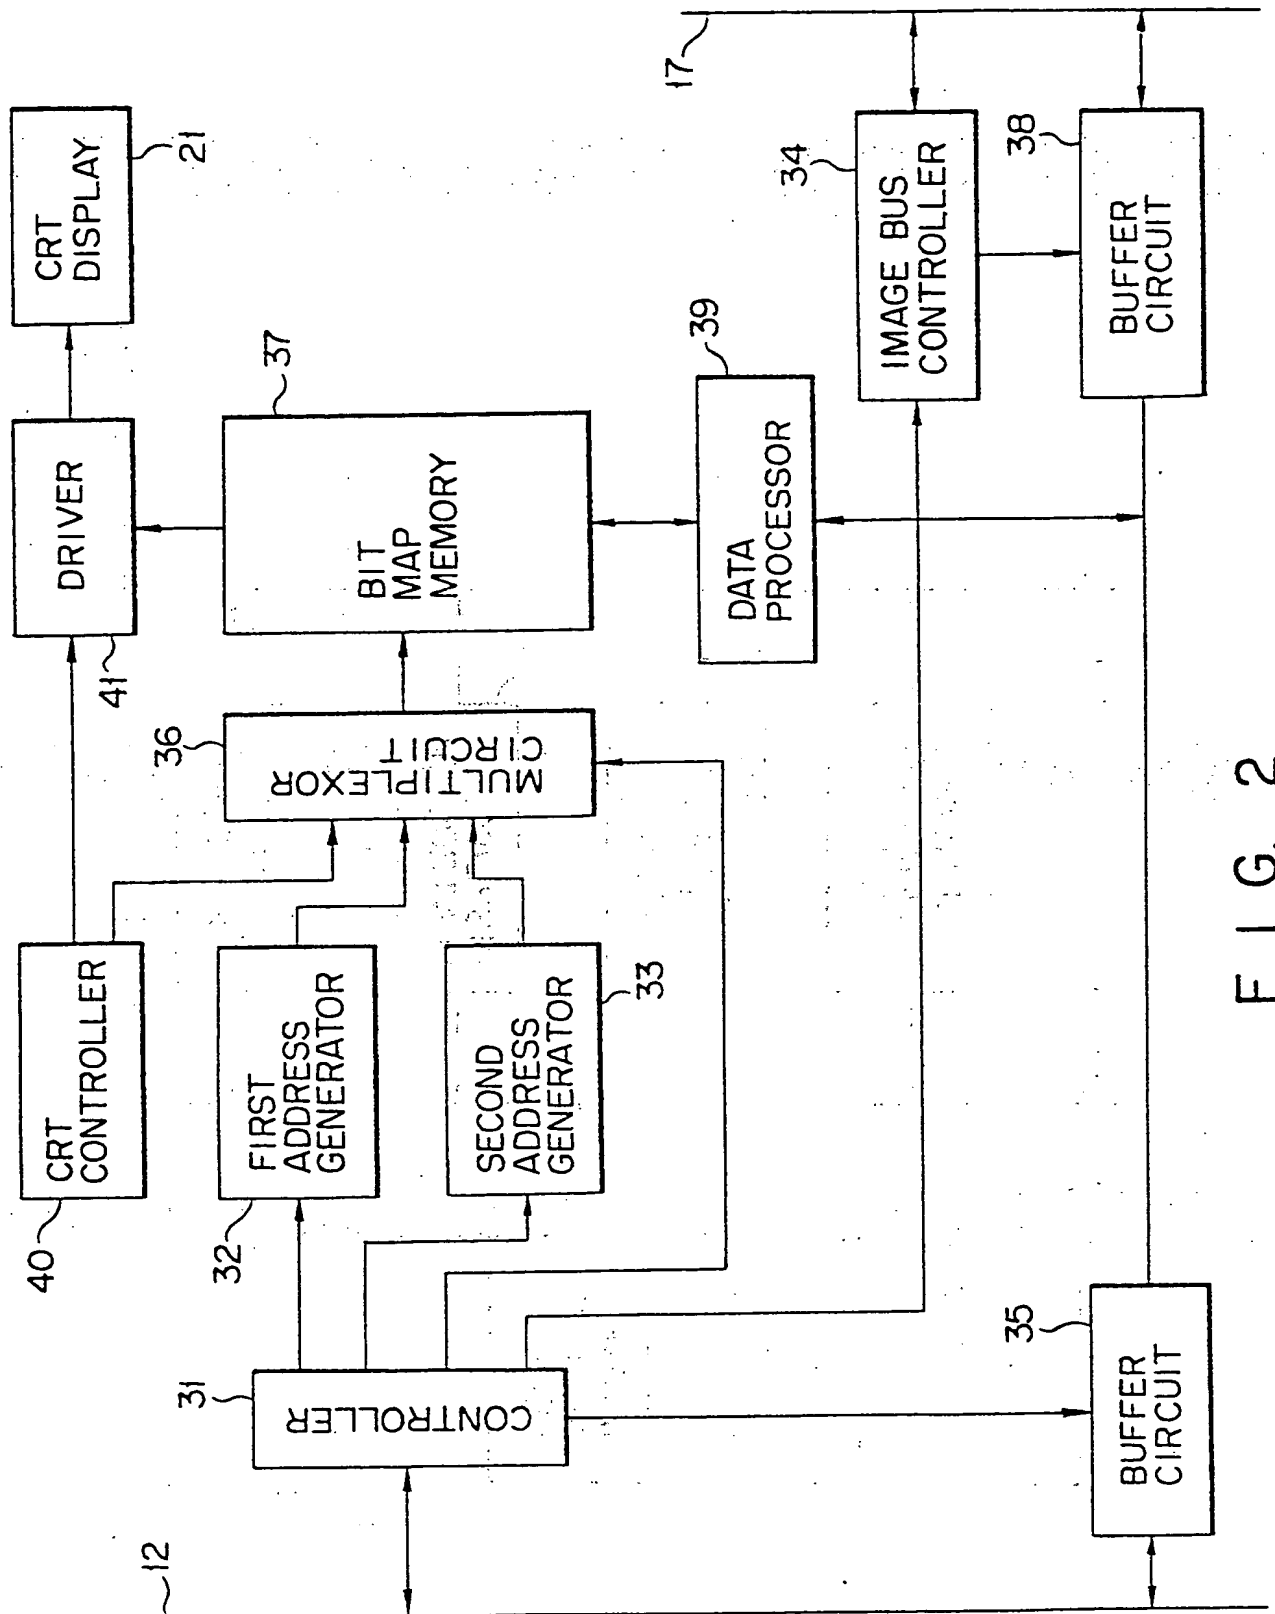 12
40
CRT
CONTROLLER
41
DRIVER
CRT
DISPLAY
21
31
CONTROLLER
32
FIRST
ADDRESS
GENERATOR
SECOND
ADDRESS
GENERATOR
33
36
MULTIPLEXOR
CIRCUIT
37
BIT
MAP
MEMORY
39
DATA
PROCESSOR
17
34
IMAGE BUS
CONTROLLER
35
BUFFER
CIRCUIT
38
BUFFER
CIRCUIT
F I G. 2